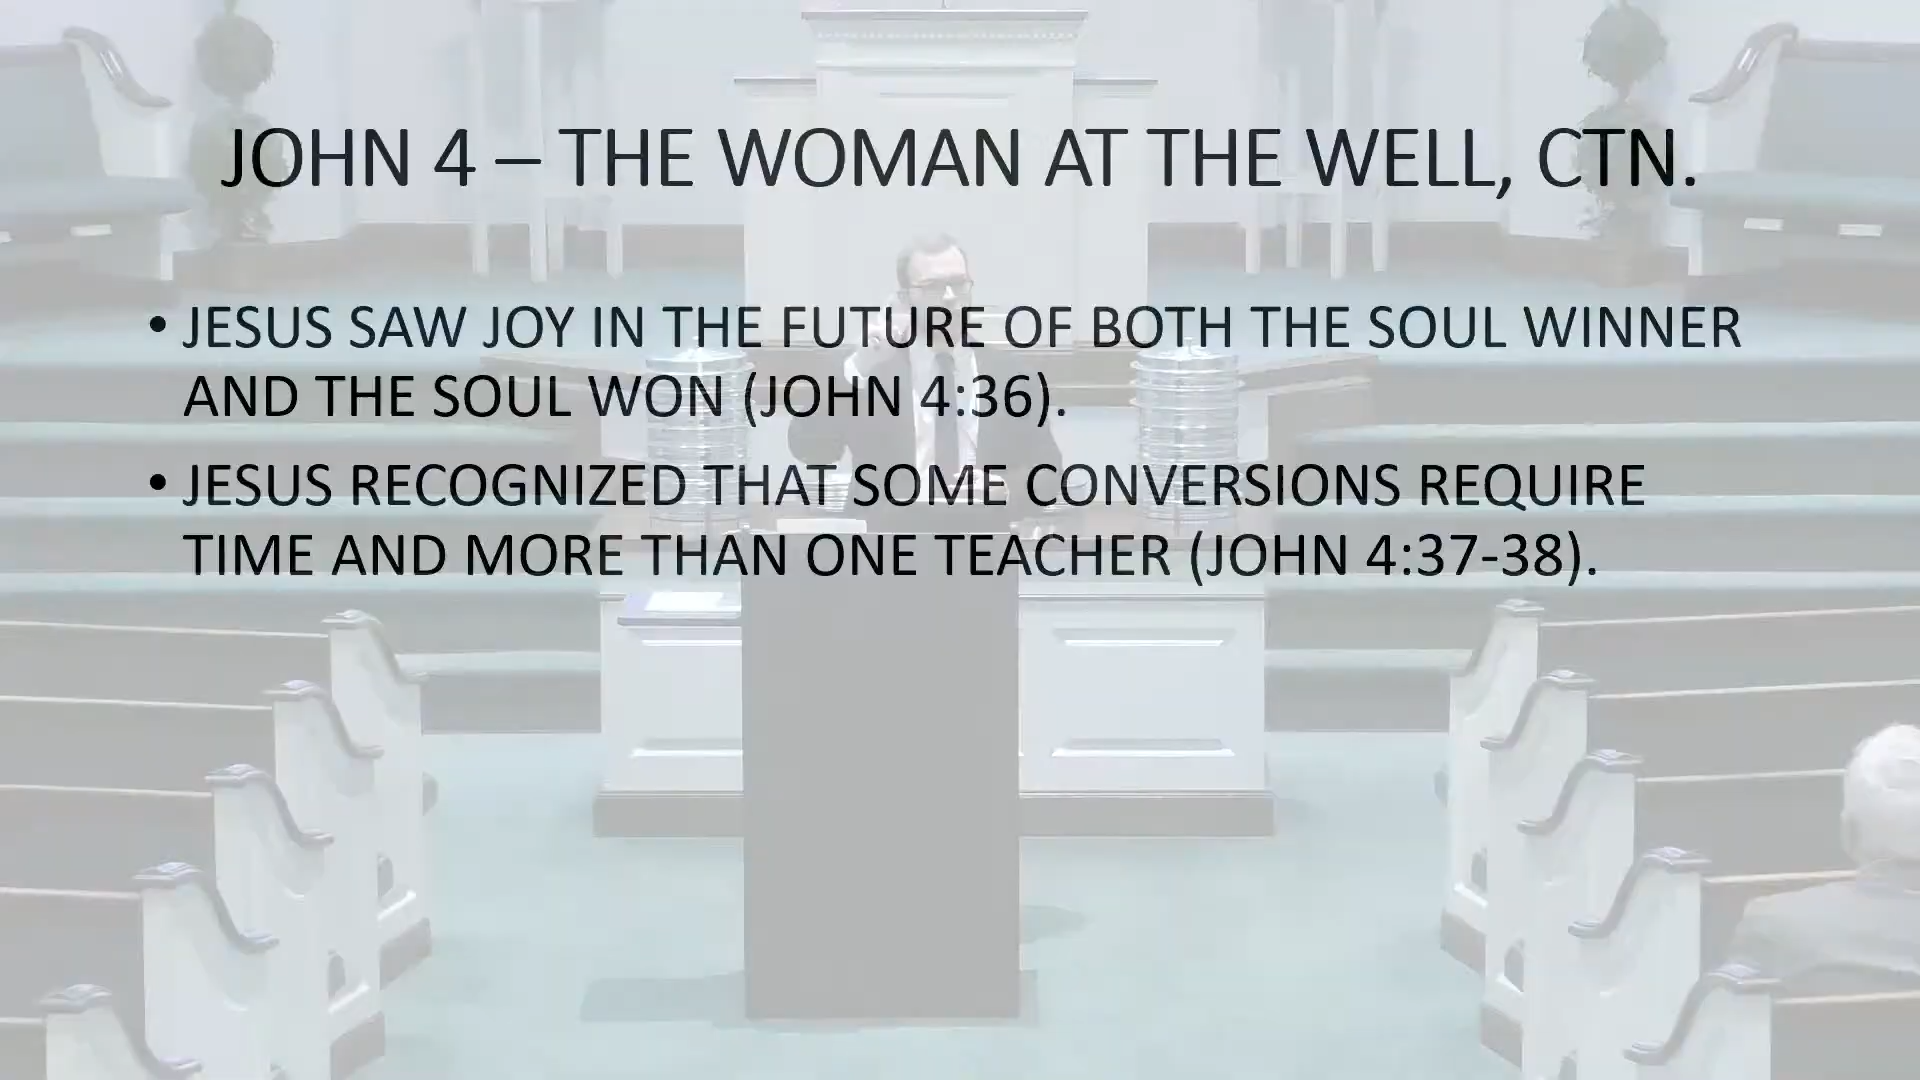 JOHN 4 – THE WOMAN AT THE WELL, CTN.
• JESUS SAW JOY IN THE FUTURE OF BOTH THE SOUL WINNER
AND THE SOUL WON (JOHN 4:36).
• JESUS RECOGNIZED THAT SOME CONVERSIONS REQUIRE
TIME AND MORE THAN ONE TEACHER (JOHN 4:37-38).